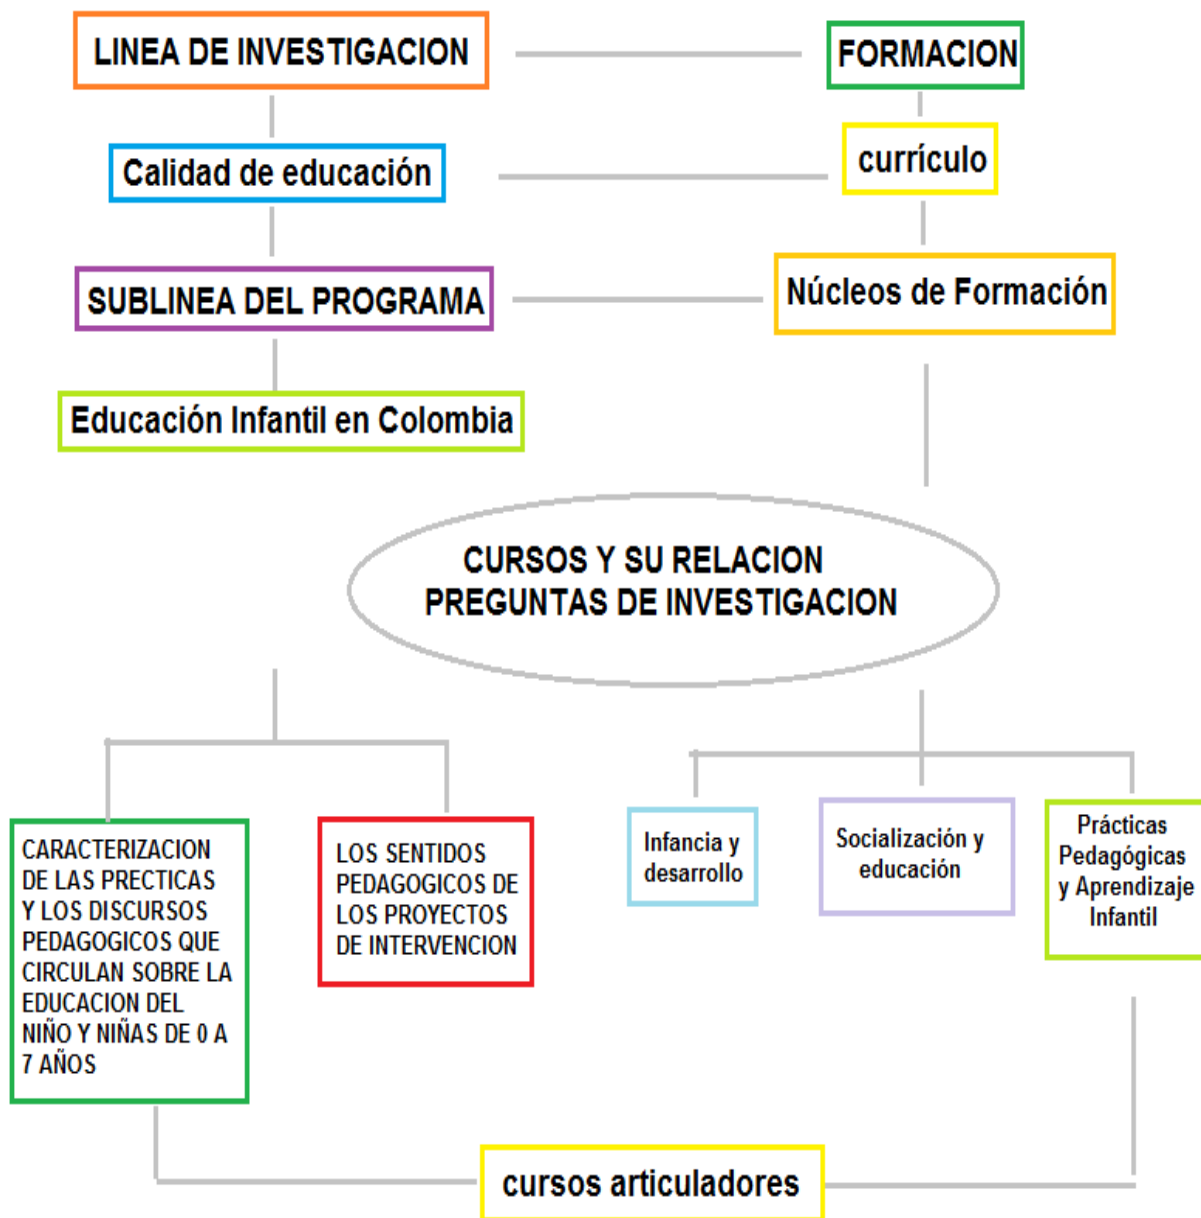 LINEA DE INVESTIGACION
FORMACION
Calidad de educación
currículo
SUBLINEA DEL PROGRAMA
Núcleos de Formación
Educación Infantil en Colombia
CURSOS Y SU RELACION
PREGUNTAS DE INVESTIGACION
CARACTERIZACION
DE LAS PRECTICAS
Y LOS DISCURSOS
PEDAGOGICOS QUE
CIRCULAN SOBRE LA
EDUCACION DEL
NIÑO Y NIÑAS DE 0 A
7 AÑOS
LOS SENTIDOS
PEDAGOGICOS DE
LOS PROYECTOS
DE INTERVENCION
Infancia y
desarrollo
Socialización y
educación
Prácticas
Pedagógicas
y Aprendizaje
Infantil
cursos articuladores